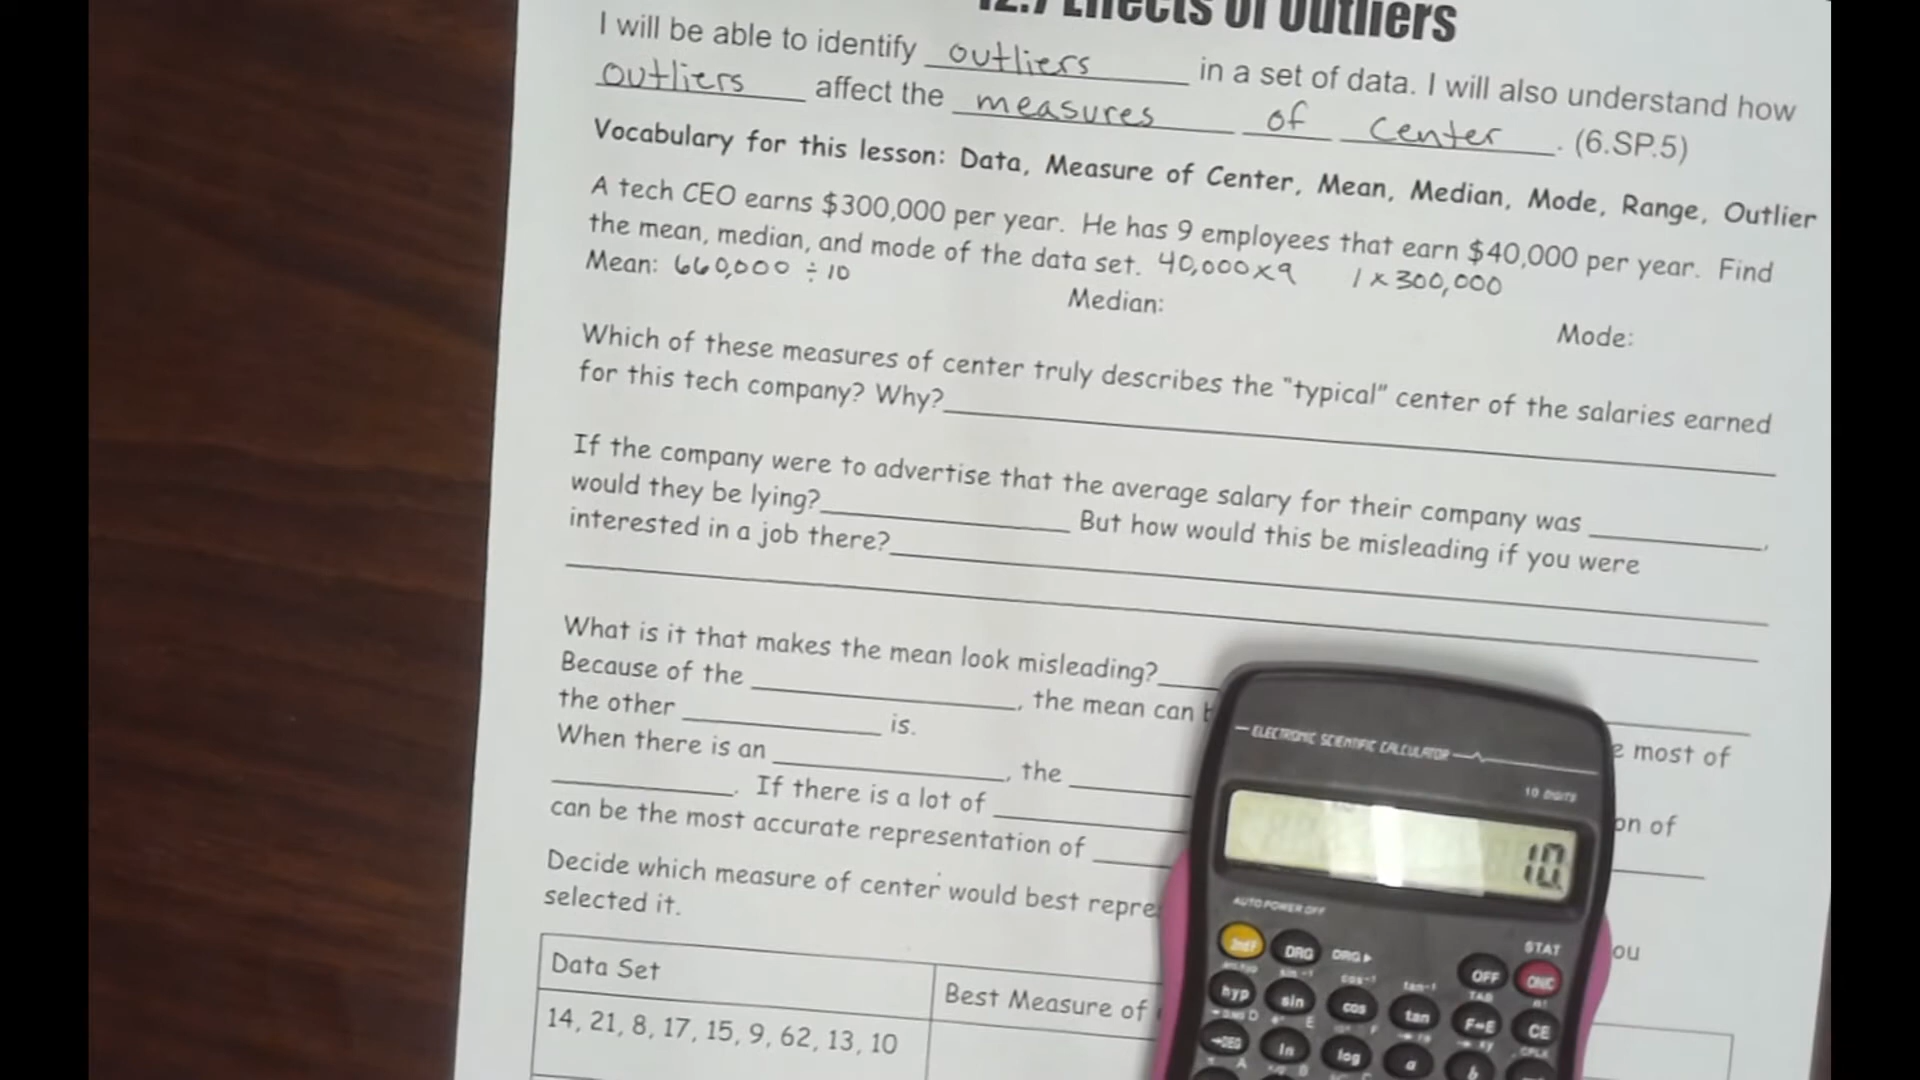 Effects of Outliers
I will be able to identify outliers in a set of data. I will also understand how
outliers affect the measures of center. (6.SP.5)
Vocabulary for this lesson: Data, Measure of Center, Mean, Median, Mode, Range, Outlier
A tech CEO earns $300,000 per year. He has 9 employees that earn $40,000 per year. Find
the mean, median, and mode of the data set. 40,000x9 1 x 300,000
Mean: 660,000 ÷ 10
Median:
Mode:
Which of these measures of center truly describes the "typical" center of the salaries earned
for this tech company? Why?
If the company were to advertise that the average salary for their company was ,
would they be lying? But how would this be misleading if you were
interested in a job there?
What is it that makes the mean look misleading?
Because of the , the mean can most of
the other is.
When there is an , the
on of
. If there is a lot of
can be the most accurate representation of
Decide which measure of center would best you
selected it.
Data Set
Best Measure of
14, 21, 8, 17, 15, 9, 62, 13, 10
ELECTRONIC SCIENTIFIC CALCULATOR
10 DIGITS
10
AUTO POWER OFF
STAT
2ndF DRG DRG▶ OFF ON/C
sin⁻¹ cos⁻¹ tan⁻¹ TAB n!
hyp sin cos tan F↔E CE
→DEG ln log a b